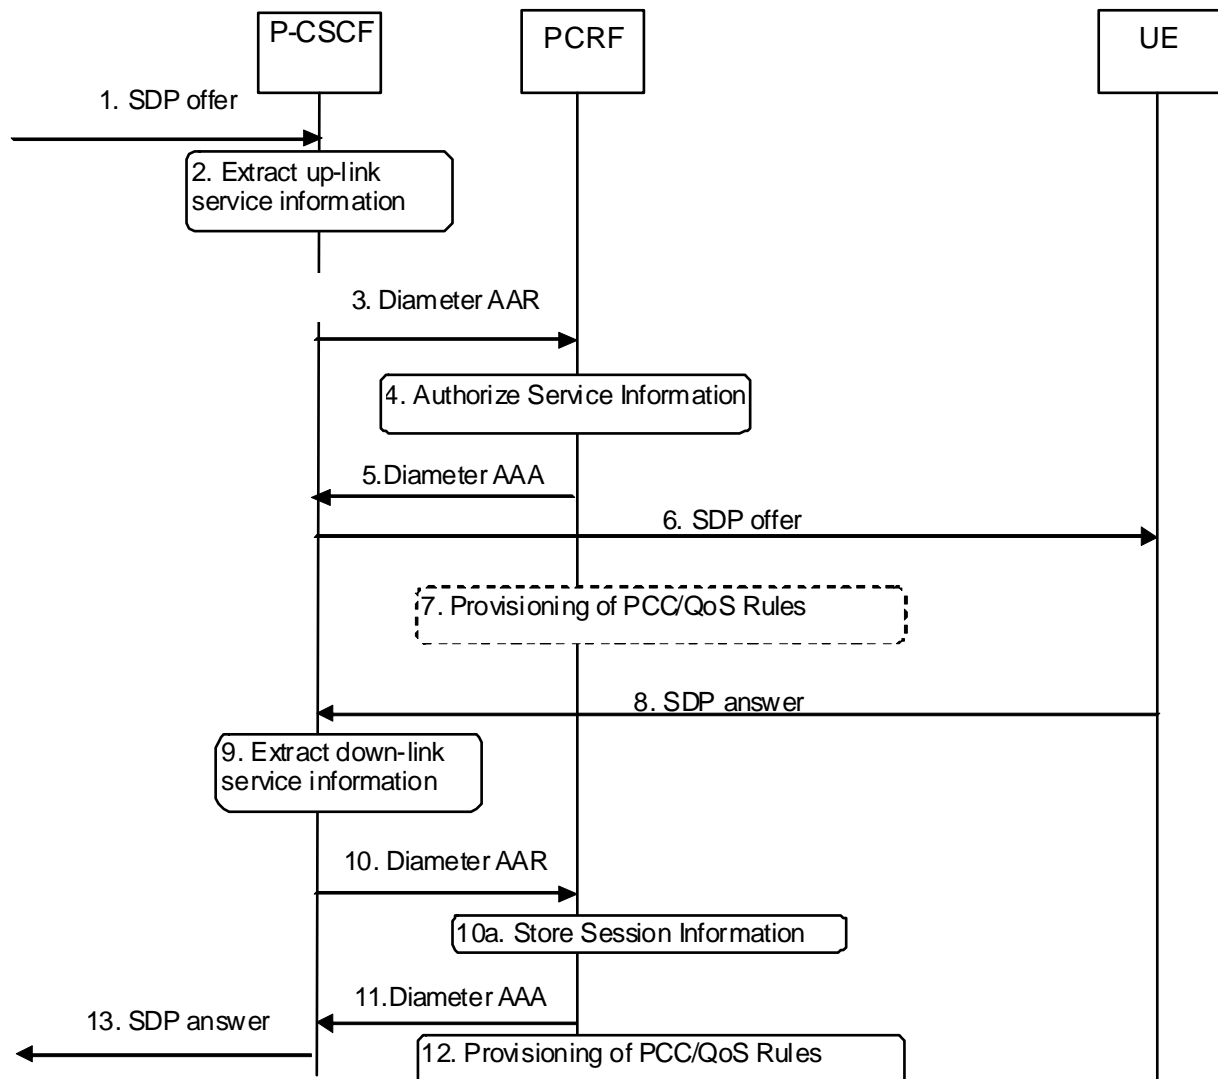 P-CSCF
PCRF
UE
1. SDP offer
2. Extract up-link
service information
3. Diameter AAR
4. Authorize Service Information
5.Diameter AAA
6. SDP offer
7. Provisioning of PCC/QoS Rules
8. SDP answer
9. Extract down-link
service information
10. Diameter AAR
10a. Store Session Information
11.Diameter AAA
13. SDP answer
12. Provisioning of PCC/QoS Rules